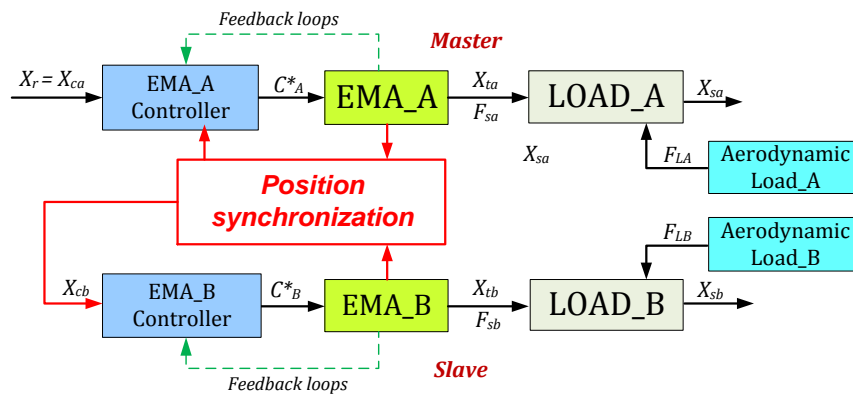 Feedback loops
Master
X_r = X_ca
EMA_A
Controller
C*_A
EMA_A
X_ta
F_sa
LOAD_A
X_sa
X_sa
F_LA
Aerodynamic
Load_A
Position
synchronization
F_LB
Aerodynamic
Load_B
X_cb
EMA_B
Controller
C*_B
EMA_B
X_tb
F_sb
LOAD_B
X_sb
Feedback loops
Slave